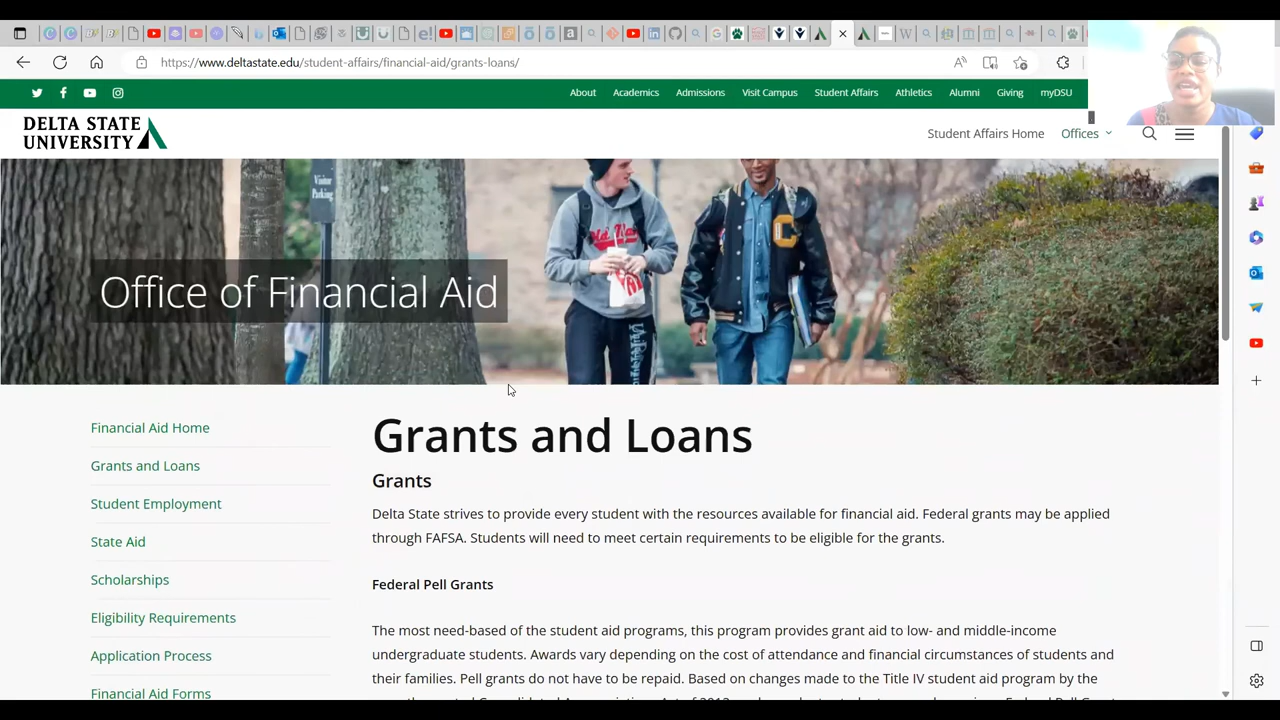 https://www.deltastate.edu/student-affairs/financial-aid/grants-loans/
About Academics Admissions Visit Campus Student Affairs Athletics Alumni Giving myDSU
DELTA STATE
UNIVERSITY
Student Affairs Home Offices
Visitor
Parking
Office of Financial Aid
Financial Aid Home
Grants and Loans
Student Employment
State Aid
Scholarships
Eligibility Requirements
Application Process
Financial Aid Forms
Grants and Loans
Grants
Delta State strives to provide every student with the resources available for financial aid. Federal grants may be applied
through FAFSA. Students will need to meet certain requirements to be eligible for the grants.
Federal Pell Grants
The most need-based of the student aid programs, this program provides grant aid to low- and middle-income
undergraduate students. Awards vary depending on the cost of attendance and financial circumstances of students and
their families. Pell grants do not have to be repaid. Based on changes made to the Title IV student aid program by the